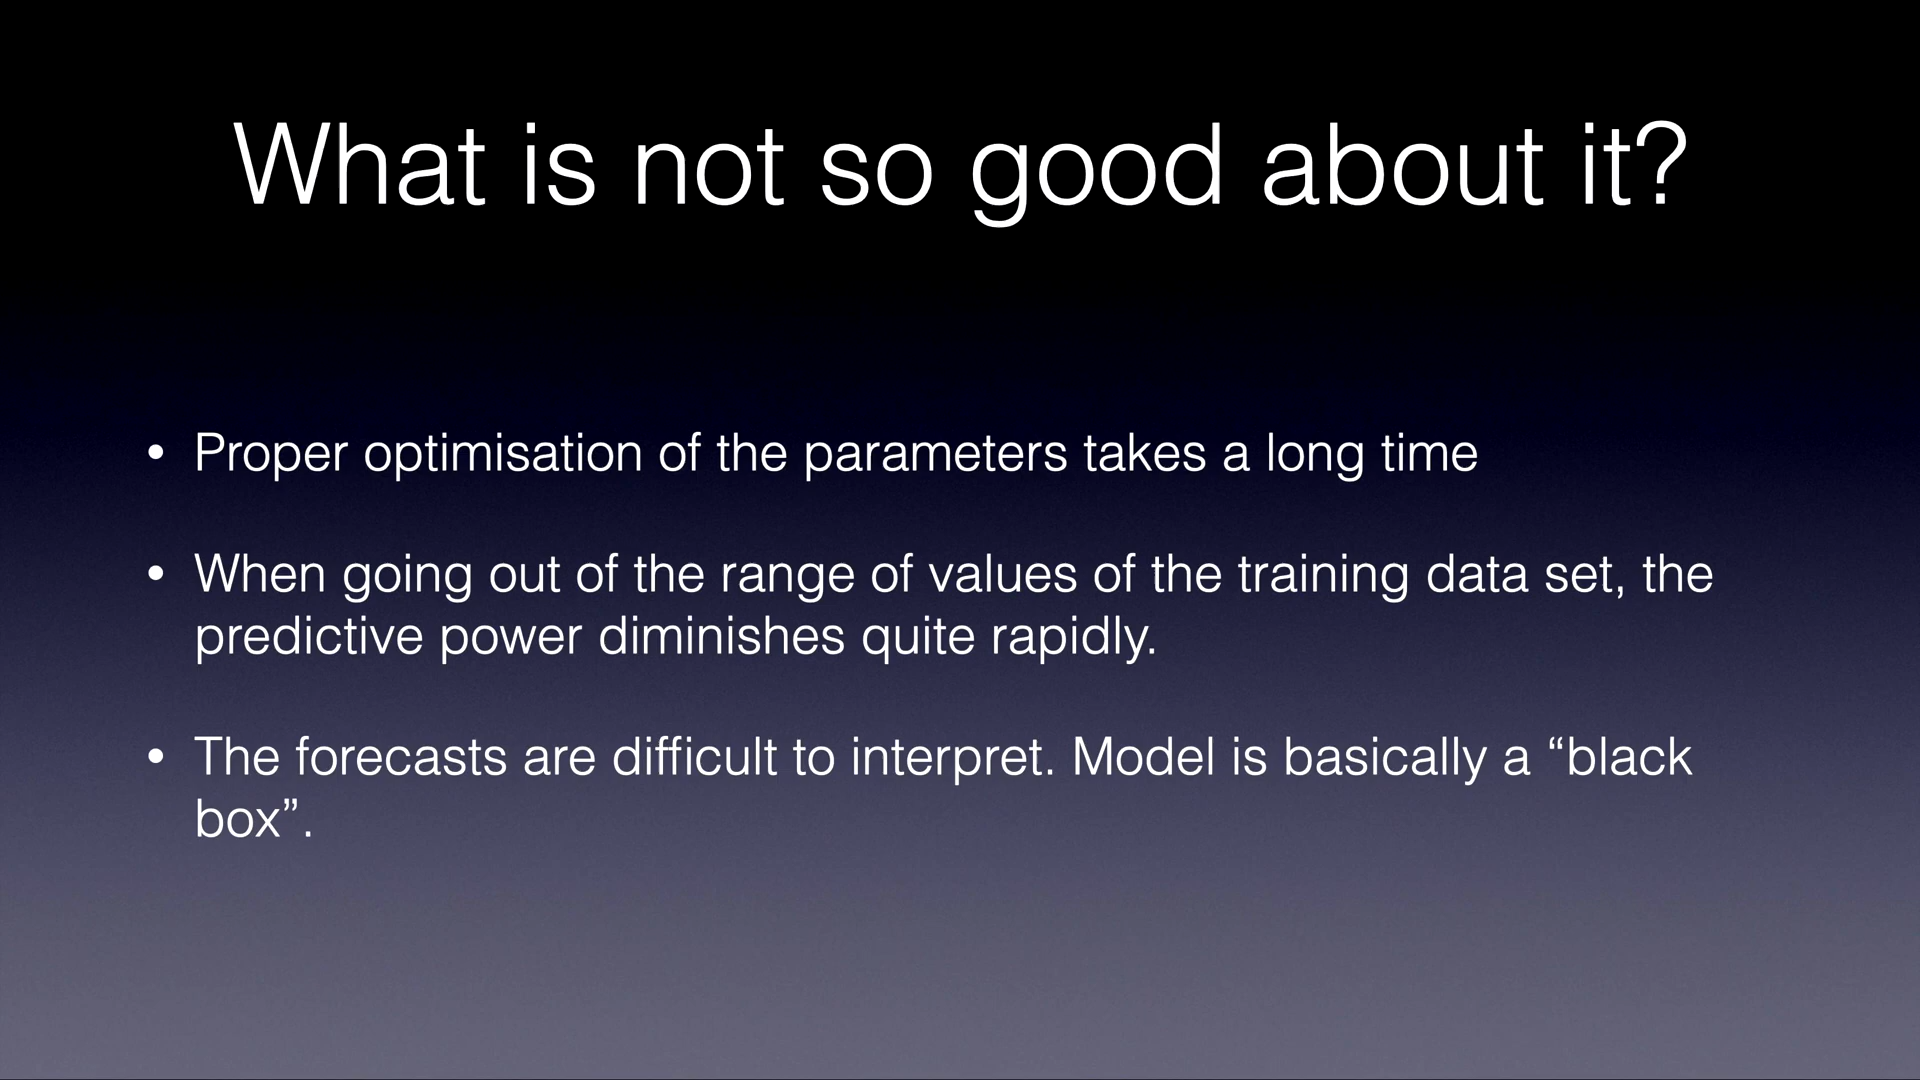 What is not so good about it?
• Proper optimisation of the parameters takes a long time
• When going out of the range of values of the training data set, the
predictive power diminishes quite rapidly.
• The forecasts are difficult to interpret. Model is basically a “black
box”.